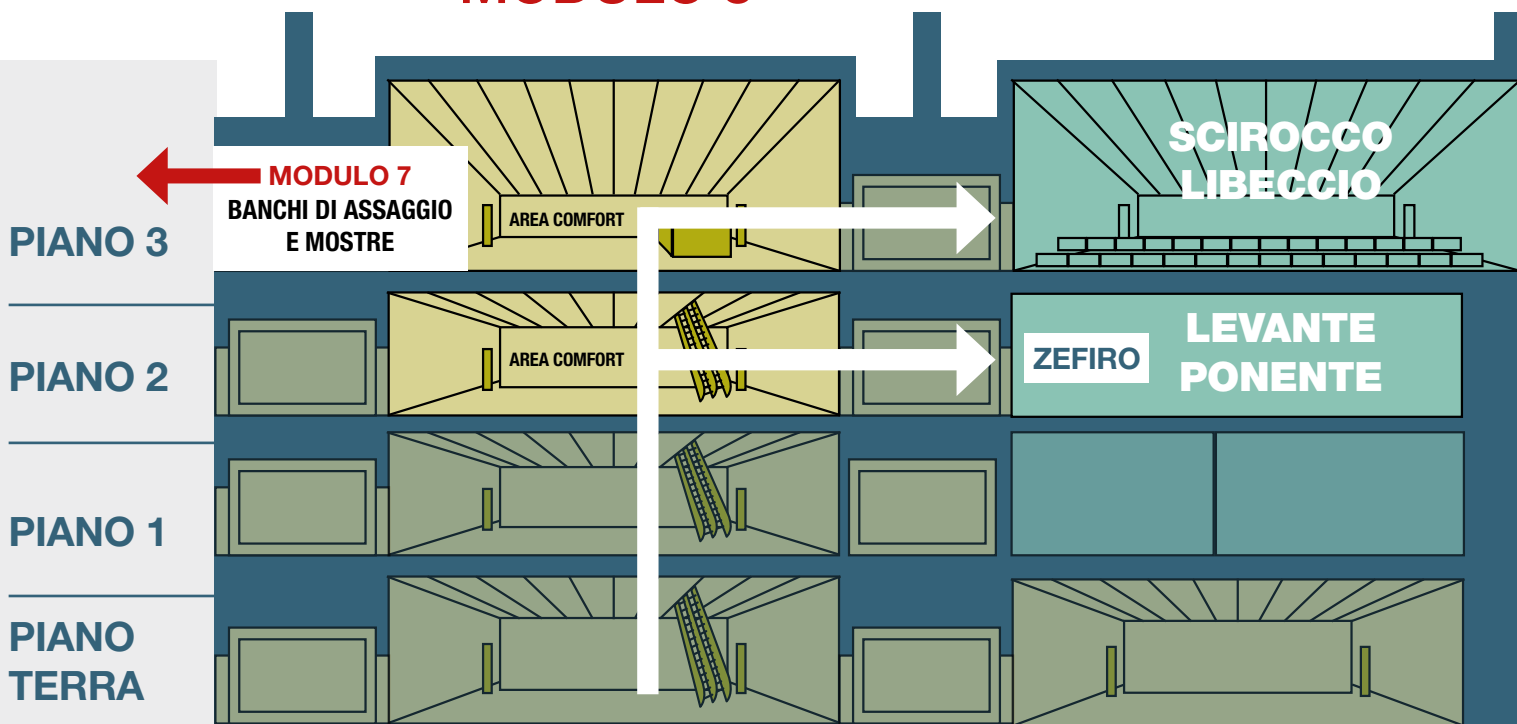 MODULO 7
BANCHI DI ASSAGGIO
E MOSTRE
PIANO 3
AREA COMFORT
SCIROCCO
LIBECCIO
PIANO 2
AREA COMFORT
ZEFIRO
LEVANTE
PONENTE
PIANO 1
PIANO
TERRA